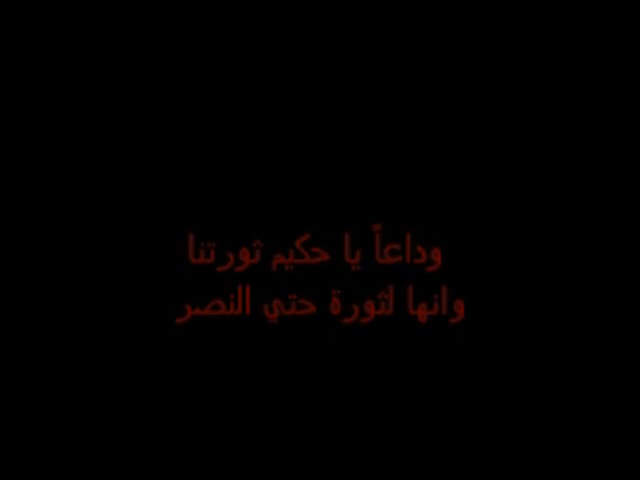 وداعاً يا حكيم ثورتنا
وانها لثورة حتي النصر